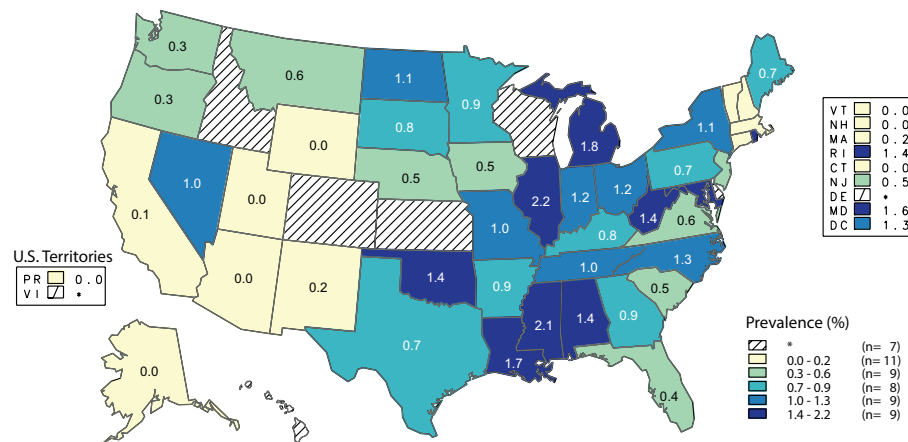 0.3
0.3
0.6
0.0
0.1
1.0
0.0
0.0
0.2
1.1
0.8
0.5
0.9
0.5
1.0
1.4
0.7
0.9
1.7
2.2
1.8
1.2
1.2
0.8
1.0
2.1
1.4
0.9
0.4
0.5
1.3
0.6
1.4
0.7
1.1
0.7
0.0
VT 0.0
NH 0.0
MA 0.2
RI 1.4
CT 0.0
NJ 0.5
DE *
MD 1.6
DC 1.3
U.S. Territories
PR 0.0
VI *
Prevalence (%)
* (n= 7)
0.0 - 0.2 (n= 11)
0.3 - 0.6 (n= 9)
0.7 - 0.9 (n= 8)
1.0 - 1.3 (n= 9)
1.4 - 2.2 (n= 9)